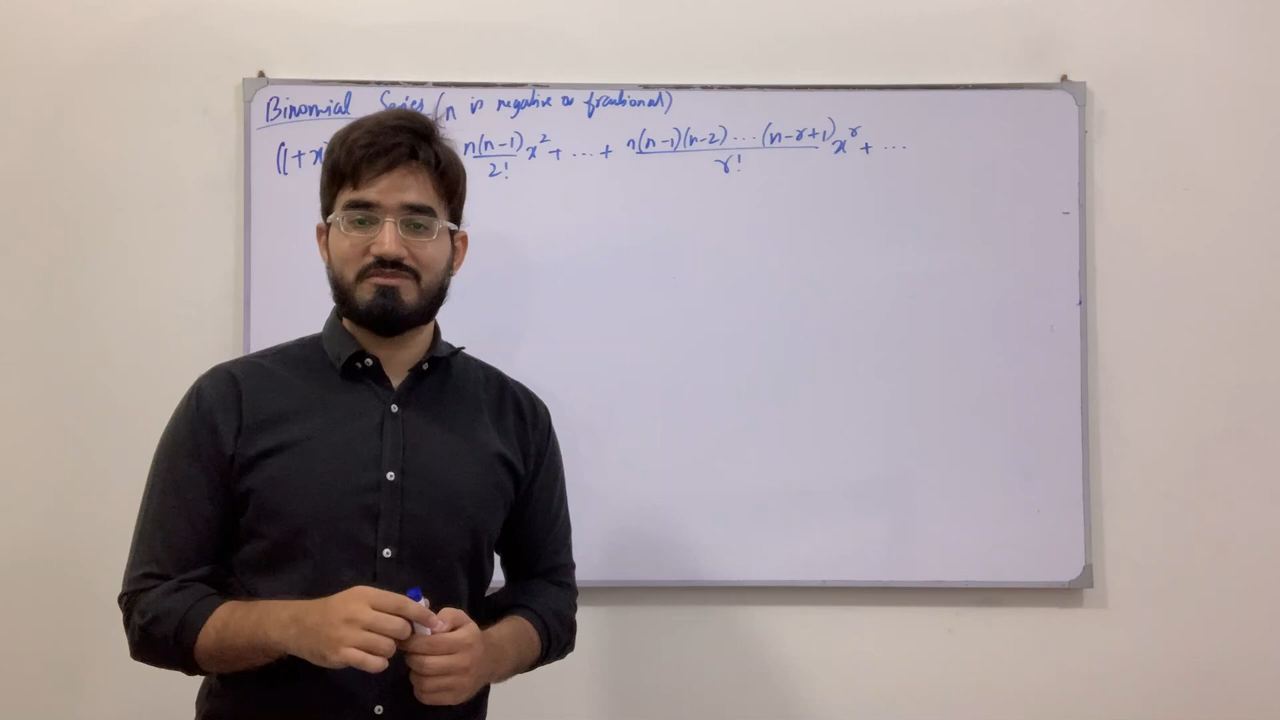 Binomial Series (n is negative or fractional)
(1+x n(n-1)/2! x² + ... + n(n-1)(n-2)...(n-r+1)/r! x^r + ...